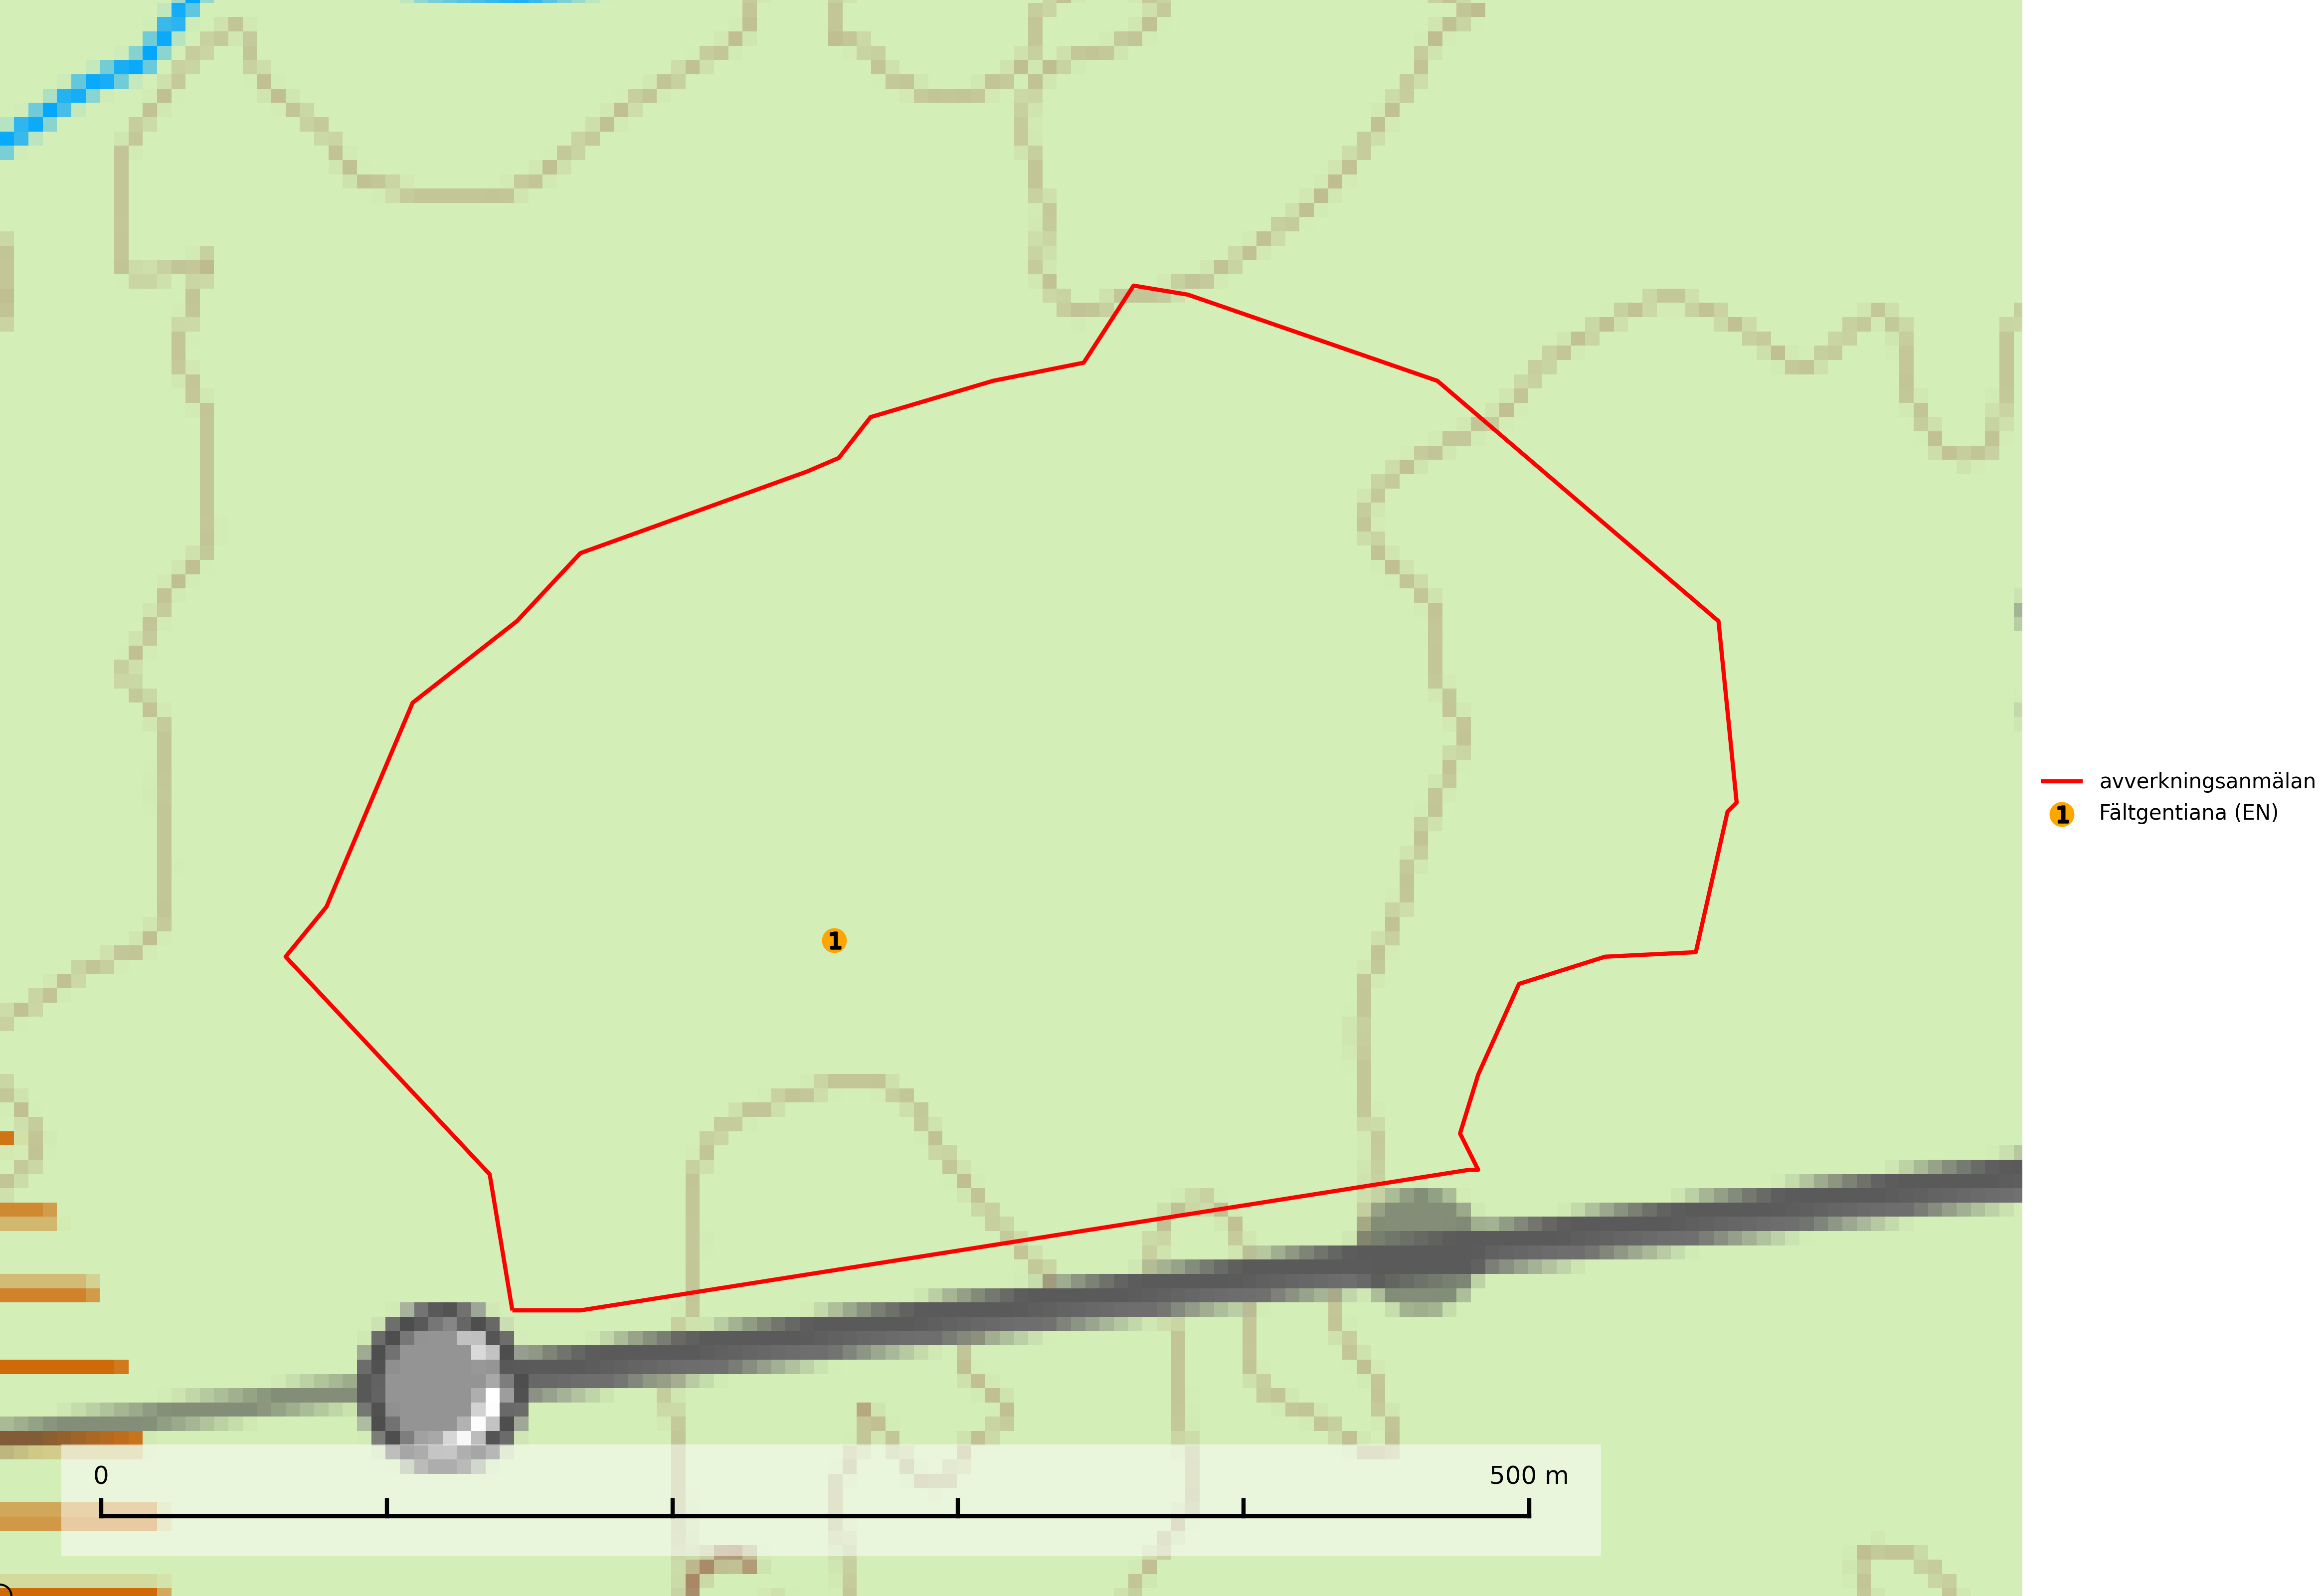 avverkningsanmälan
1 Fältgentiana (EN)
1
0 500 m